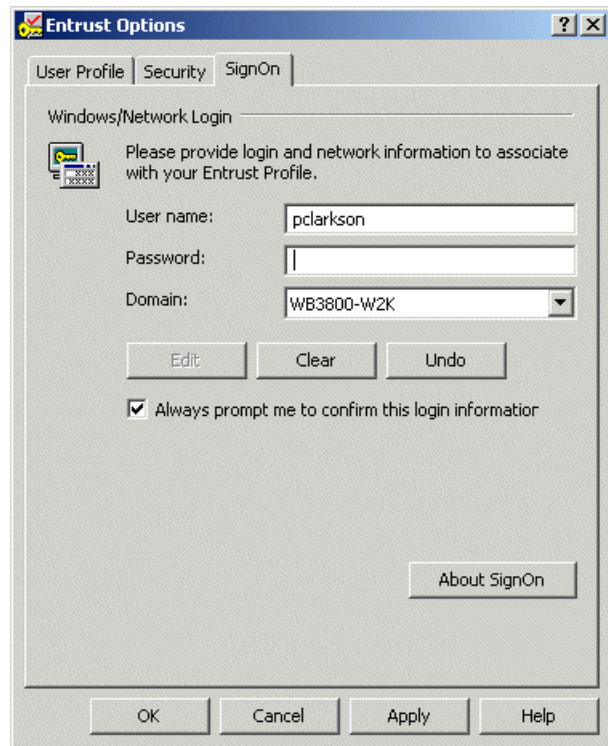 Entrust Options
User Profile Security SignOn
Windows/Network Login
Please provide login and network information to associate
with your Entrust Profile.
User name: pclarkson
Password:
Domain: WB3800-W2K
Edit Clear Undo
Always prompt me to confirm this login information
About SignOn
OK Cancel Apply Help